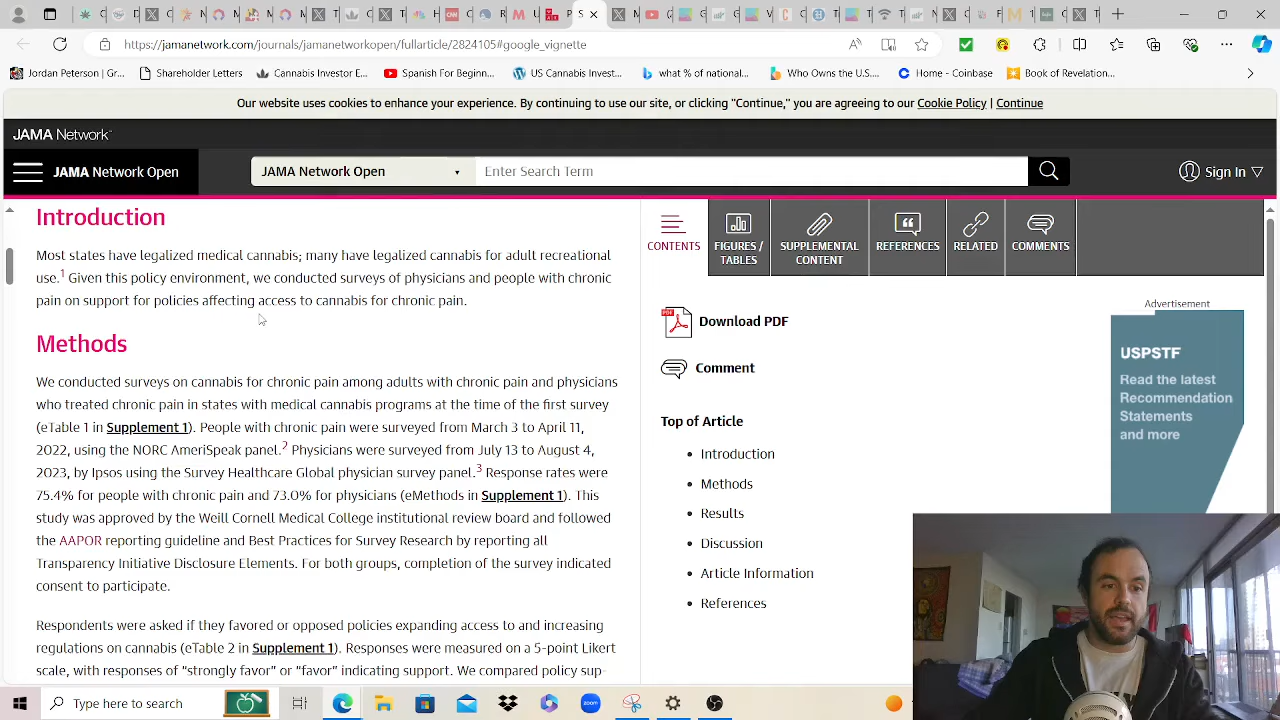 https://jamanetwork.com/journals/jamanetworkopen/fullarticle/2824105#google_vignette
Jordan Peterson | Gr...
Shareholder Letters
Cannabis Investor E...
Spanish For Beginn...
US Cannabis Invest...
what % of national...
Who Owns the U.S....
Home - Coinbase
Book of Revelation...
Our website uses cookies to enhance your experience. By continuing to use our site, or clicking "Continue," you are agreeing to our Cookie Policy | Continue
JAMA Network
JAMA Network Open
JAMA Network Open
Enter Search Term
Sign In
Introduction
Most states have legalized medical cannabis; many have legalized cannabis for adult recreational
use.1 Given this policy environment, we conducted surveys of physicians and people with chronic
pain on support for policies affecting access to cannabis for chronic pain.
Methods
We conducted surveys on cannabis for chronic pain among adults with chronic pain and physicians
who treated chronic pain in states with medical cannabis programs at the time of the first survey
(eTable 1 in Supplement 1). People with chronic pain were surveyed from March 3 to April 11,
2022, using the NORC AmeriSpeak panel.2 Physicians were surveyed from July 13 to August 4,
2023, by Ipsos using the Survey Healthcare Global physician survey panel.3 Response rates were
75.4% for people with chronic pain and 73.0% for physicians (eMethods in Supplement 1). This
study was approved by the Weill Cornell Medical College institutional review board and followed
the AAPOR reporting guideline and Best Practices for Survey Research by reporting all
Transparency Initiative Disclosure Elements. For both groups, completion of the survey indicated
consent to participate.
Respondents were asked if they favored or opposed policies expanding access to and increasing
regulations on cannabis (eTable 2 in Supplement 1). Responses were measured on a 5-point Likert
scale, with responses of “strongly favor” or “favor” indicating support. We compared policy sup-
CONTENTS
FIGURES /
TABLES
SUPPLEMENTAL
CONTENT
REFERENCES
RELATED
COMMENTS
PDF
Download PDF
Comment
Top of Article
Introduction
Methods
Results
Discussion
Article Information
References
Advertisement
USPSTF
Read the latest
Recommendation
Statements
and more
Type here to search
zoom